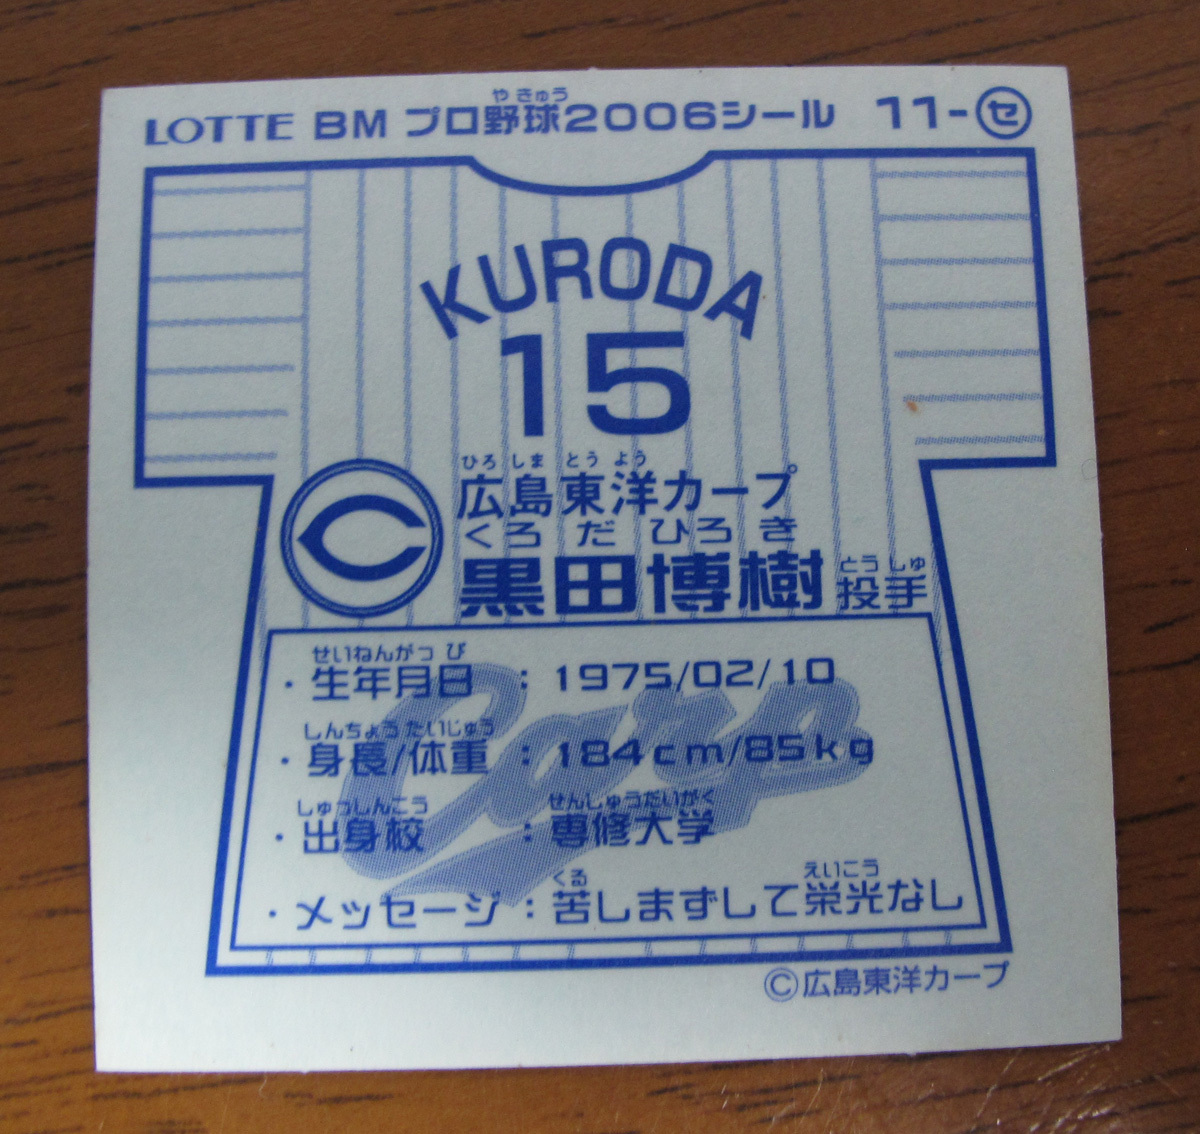 やきゅう
LOTTE BM プロ野球2006シール 11-セ
KURODA
15
ひろ しま とう よう
広島東洋カープ
くろ だ ひろ き
黒田博樹 投手
とう しゅ
せいねんがっ ぴ
・生年月日 : 1975/02/10
しんちょう たいじゅう
・身長/体重 : 184cm/85kg
しゅっしんこう せんしゅうだいがく
・出身校 : 専修大学
くる えいこう
・メッセージ : 苦しまずして栄光なし
Carp
©広島東洋カープ